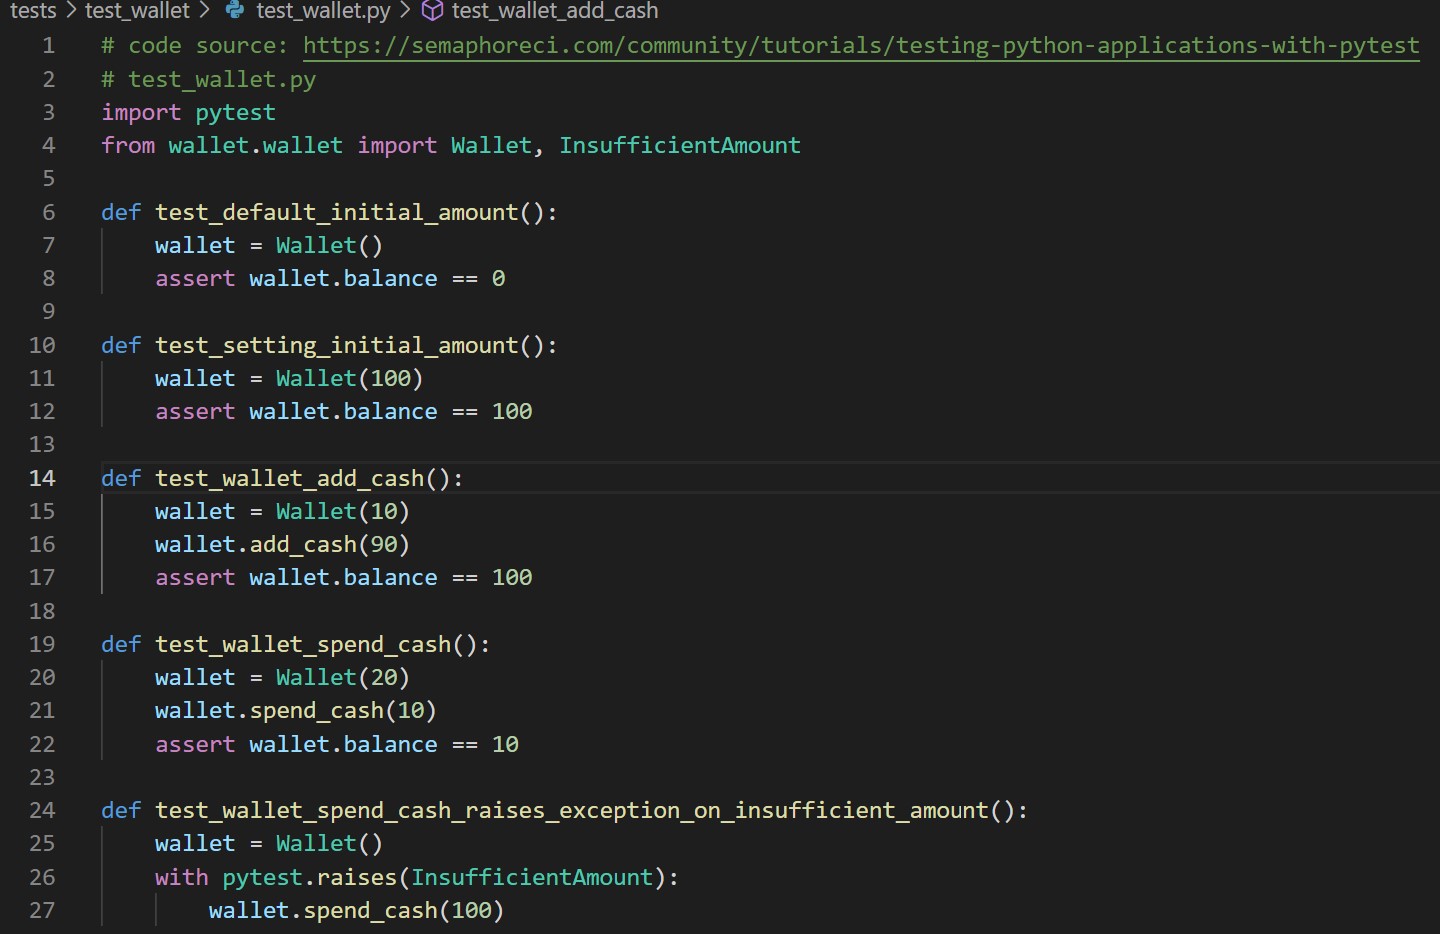 tests > test_wallet > test_wallet.py > test_wallet_add_cash
1 # code source: https://semaphoreci.com/community/tutorials/testing-python-applications-with-pytest
2 # test_wallet.py
3 import pytest
4 from wallet.wallet import Wallet, InsufficientAmount
5
6 def test_default_initial_amount():
7     wallet = Wallet()
8     assert wallet.balance == 0
9
10 def test_setting_initial_amount():
11     wallet = Wallet(100)
12     assert wallet.balance == 100
13
14 def test_wallet_add_cash():
15     wallet = Wallet(10)
16     wallet.add_cash(90)
17     assert wallet.balance == 100
18
19 def test_wallet_spend_cash():
20     wallet = Wallet(20)
21     wallet.spend_cash(10)
22     assert wallet.balance == 10
23
24 def test_wallet_spend_cash_raises_exception_on_insufficient_amount():
25     wallet = Wallet()
26     with pytest.raises(InsufficientAmount):
27         wallet.spend_cash(100)